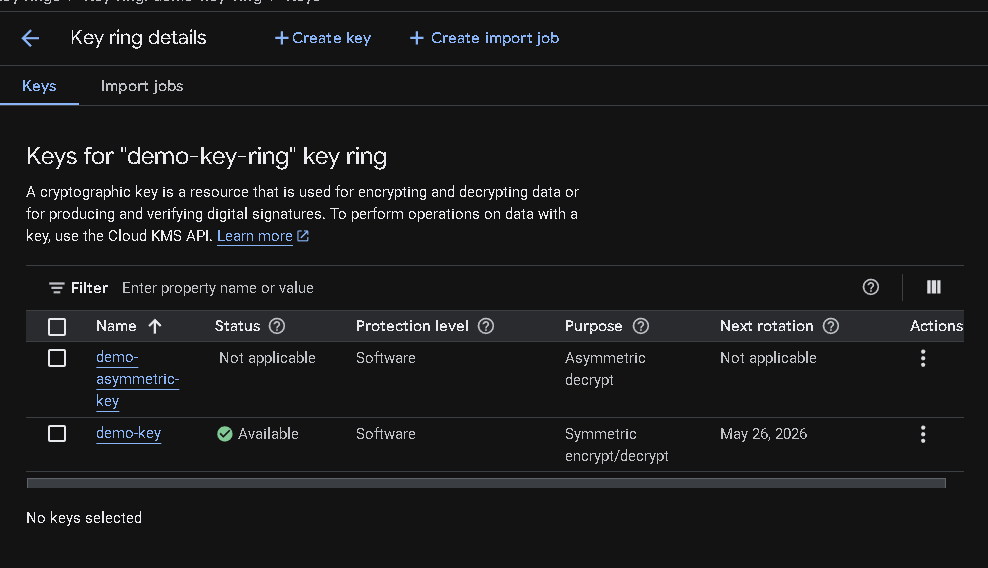 Key ring details
Create key
Create import job
Keys
Import jobs
Keys for "demo-key-ring" key ring
A cryptographic key is a resource that is used for encrypting and decrypting data or
for producing and verifying digital signatures. To perform operations on data with a
key, use the Cloud KMS API. Learn more
Filter Enter property name or value
Name Status Protection level Purpose Next rotation Actions
demo-
asymmetric-
key
Not applicable
Software
Asymmetric
decrypt
Not applicable
demo-key
Available
Software
Symmetric
encrypt/decrypt
May 26, 2026
No keys selected